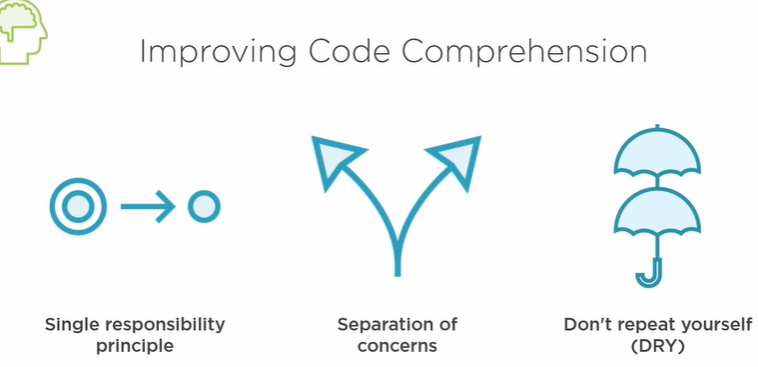 Improving Code Comprehension
Single responsibility
principle
Separation of
concerns
Don't repeat yourself
(DRY)